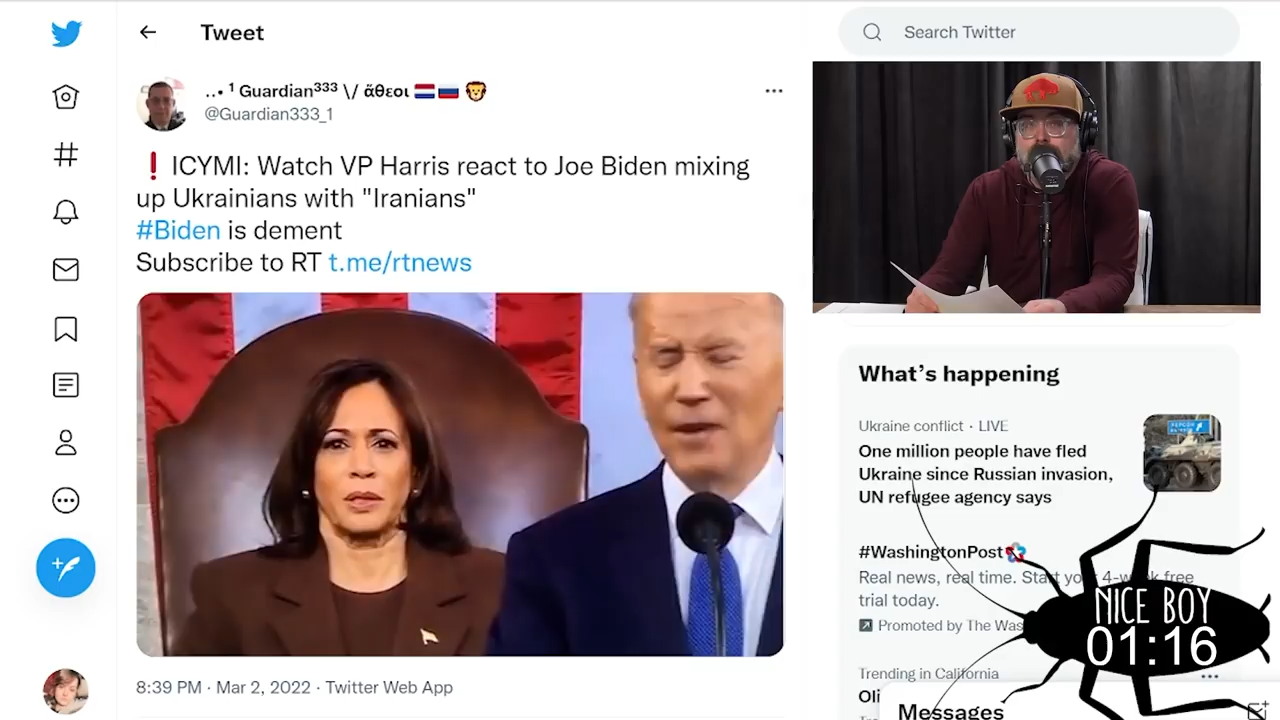 Tweet
Search Twitter
..• ¹ Guardian³³³ \/ ἄθεοι
@Guardian333_1
❗ICYMI: Watch VP Harris react to Joe Biden mixing
up Ukrainians with "Iranians"
#Biden is dement
Subscribe to RT t.me/rtnews
8:39 PM · Mar 2, 2022 · Twitter Web App
What's happening
Ukraine conflict · LIVE
One million people have fled
Ukraine since Russian invasion,
UN refugee agency says
#WashingtonPost
Real news, real time. Start your 4-week free
trial today.
Promoted by The Was
Trending in California
Oli
Messages
NICE BOY
01:16